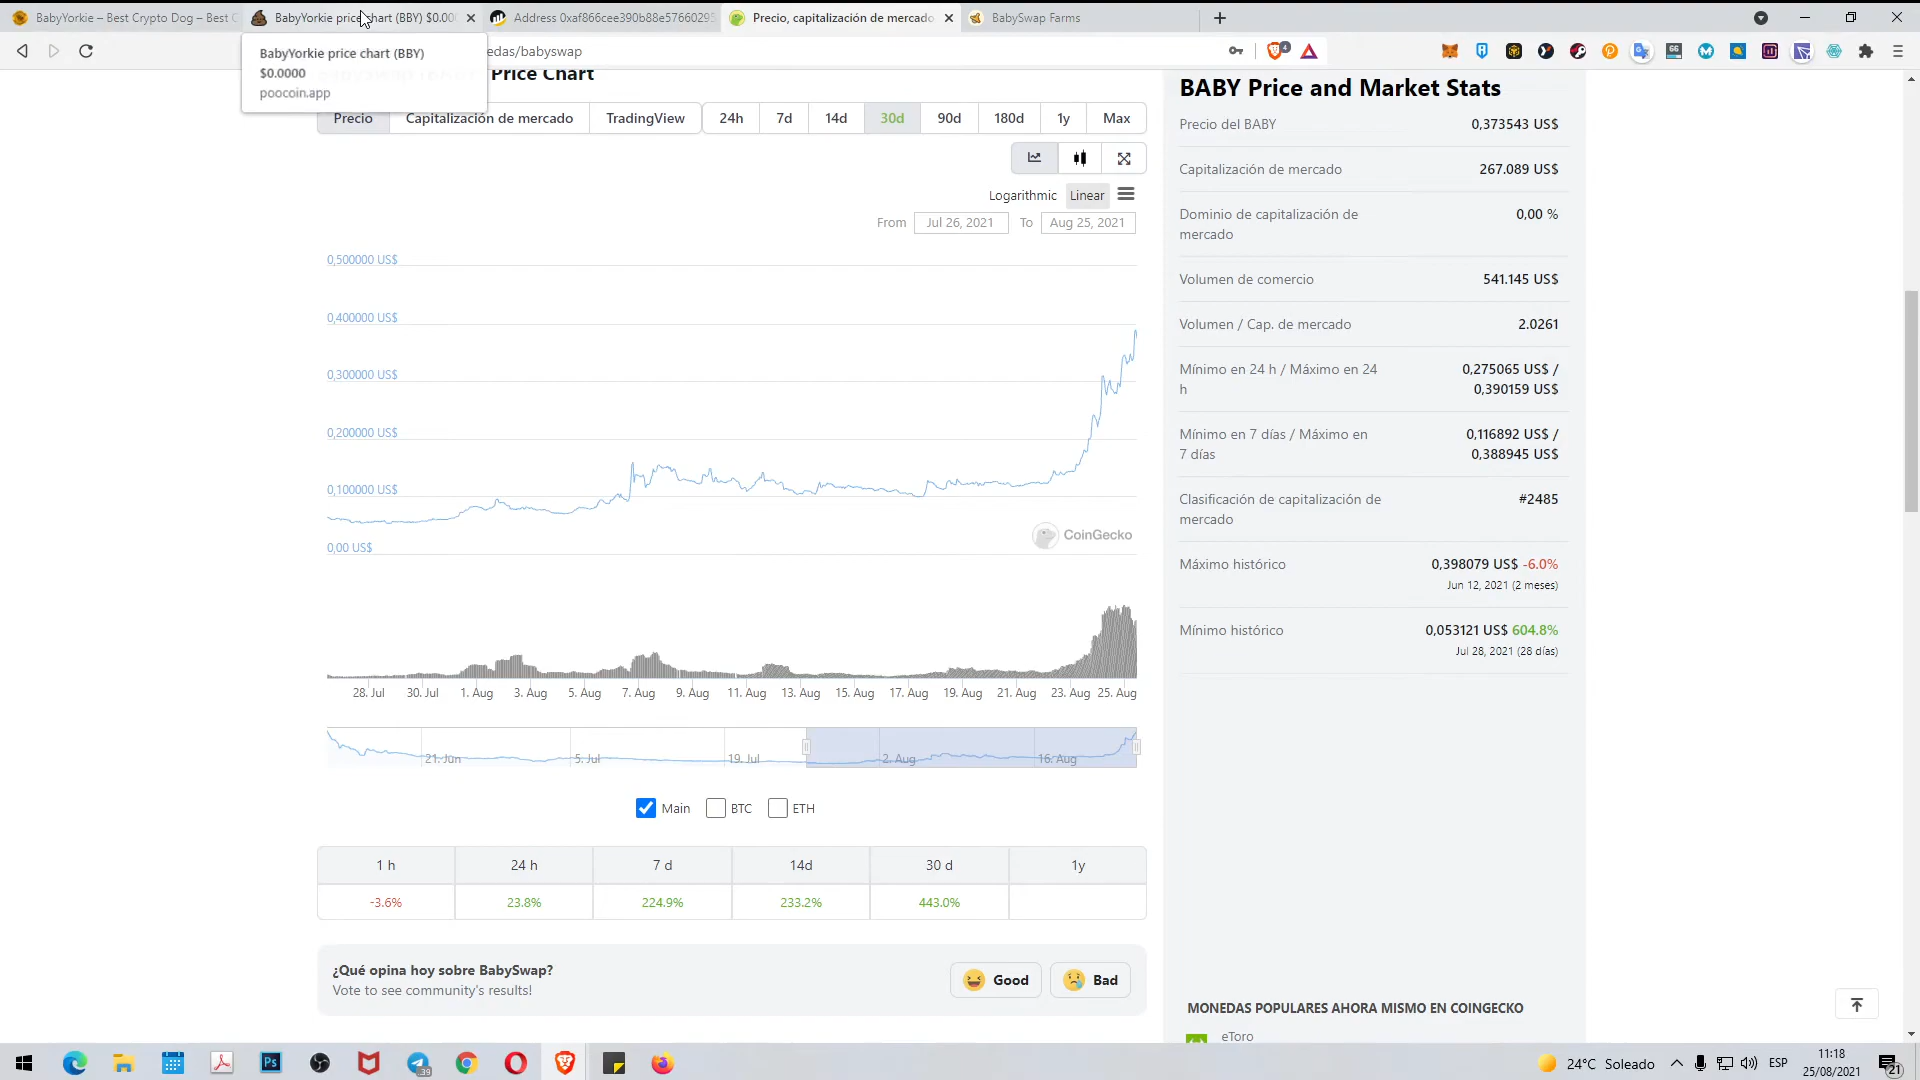 BabyYorkie – Best Crypto Dog – Best C
BabyYorkie price chart (BBY) $0.00
Address 0xaf866cee390b88e57660295
Precio, capitalización de mercado
BabySwap Farms
edas/babyswap
BabyYorkie price chart (BBY)
$0.0000
poocoin.app
Price Chart
Precio
Capitalización de mercado
TradingView
24h
7d
14d
30d
90d
180d
1y
Max
Logarithmic
Linear
From
Jul 26, 2021
To
Aug 25, 2021
0,500000 US$
0,400000 US$
0,300000 US$
0,200000 US$
0,100000 US$
0,00 US$
CoinGecko
28. Jul
30. Jul
1. Aug
3. Aug
5. Aug
7. Aug
9. Aug
11. Aug
13. Aug
15. Aug
17. Aug
19. Aug
21. Aug
23. Aug
25. Aug
21. Jun
5. Jul
19. Jul
2. Aug
16. Aug
Main
BTC
ETH
1 h
24 h
7 d
14d
30 d
1y
-3.6%
23.8%
224.9%
233.2%
443.0%
¿Qué opina hoy sobre BabySwap?
Vote to see community's results!
Good
Bad
BABY Price and Market Stats
Precio del BABY
0,373543 US$
Capitalización de mercado
267.089 US$
Dominio de capitalización de
mercado
0,00 %
Volumen de comercio
541.145 US$
Volumen / Cap. de mercado
2.0261
Mínimo en 24 h / Máximo en 24
h
0,275065 US$ /
0,390159 US$
Mínimo en 7 días / Máximo en
7 días
0,116892 US$ /
0,388945 US$
Clasificación de capitalización de
mercado
#2485
Máximo histórico
0,398079 US$ -6.0%
Jun 12, 2021 (2 meses)
Mínimo histórico
0,053121 US$ 604.8%
Jul 28, 2021 (28 días)
MONEDAS POPULARES AHORA MISMO EN COINGECKO
eToro
24°C Soleado
ESP
11:18
25/08/2021
21